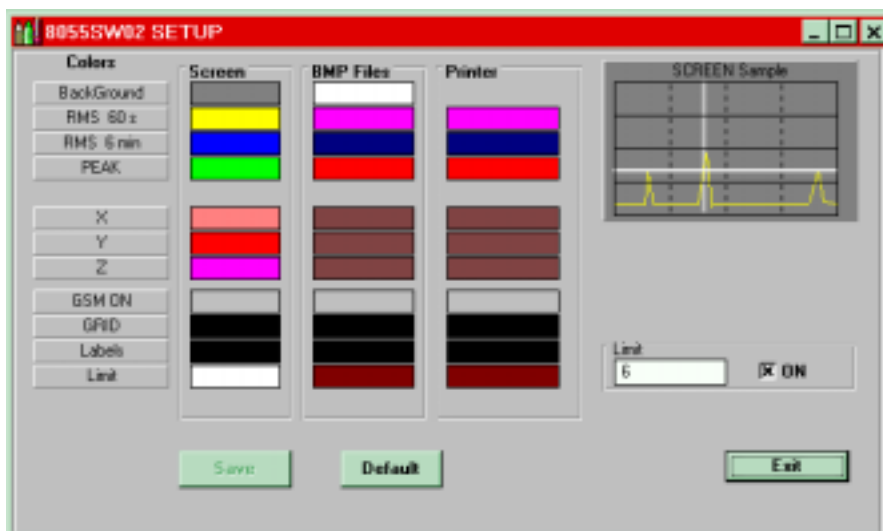 8055SW02 SETUP
Colors
Screen
BMP Files
Printer
SCREEN Sample
BackGround
RMS 60 s
RMS 6 min
PEAK
X
Y
Z
GSM ON
GRID
Labels
Limit
Limit
6
ON
Save
Default
Exit